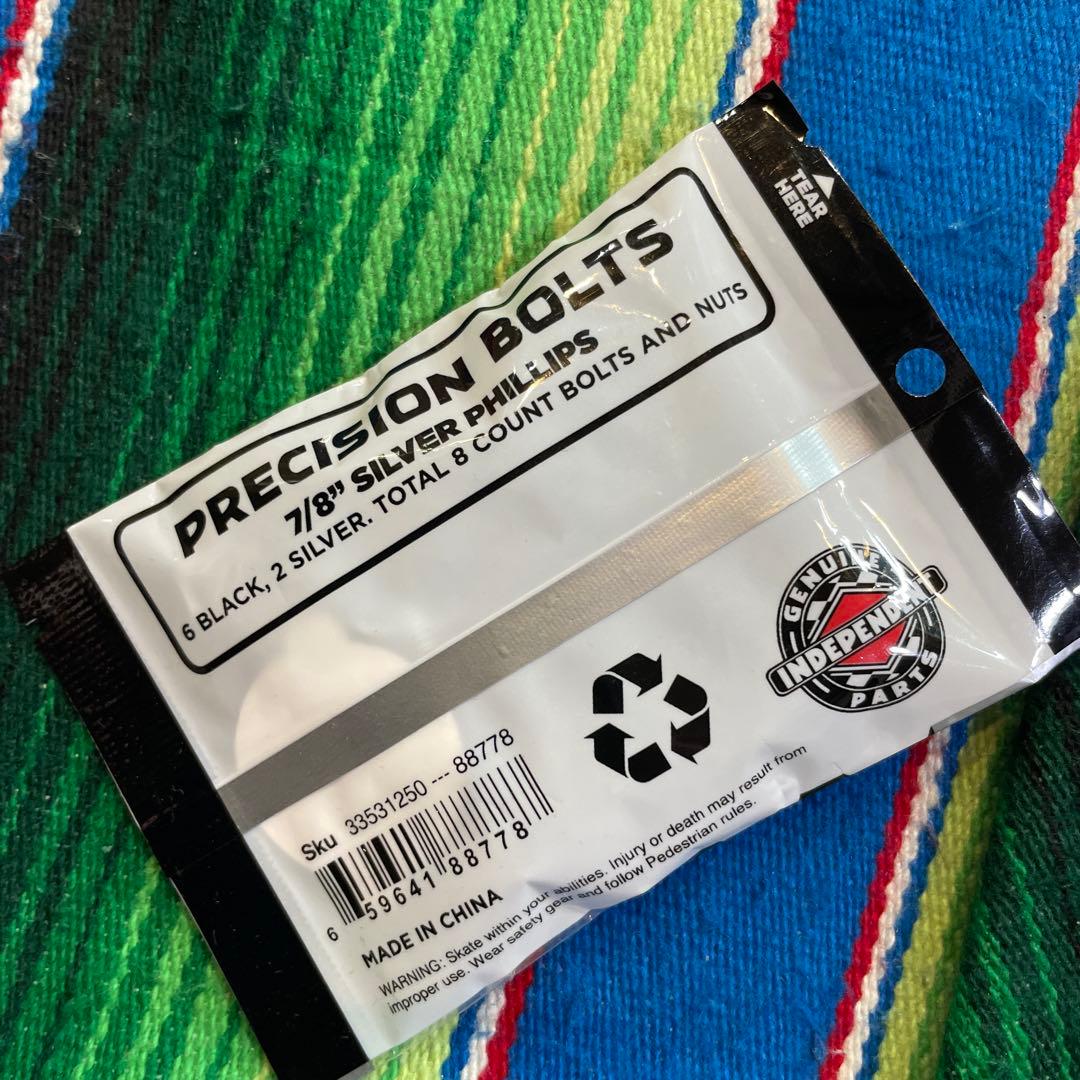 TEAR
HERE
PRECISION BOLTS
7/8” SILVER PHILLIPS
6 BLACK, 2 SILVER. TOTAL 8 COUNT BOLTS AND NUTS
GENUINE
INDEPENDENT
PARTS
Sku 33531250 --- 88778
6 59641 88778
MADE IN CHINA
WARNING: Skate within your abilities. Injury or death may result from
improper use. Wear safety gear and follow Pedestrian rules.